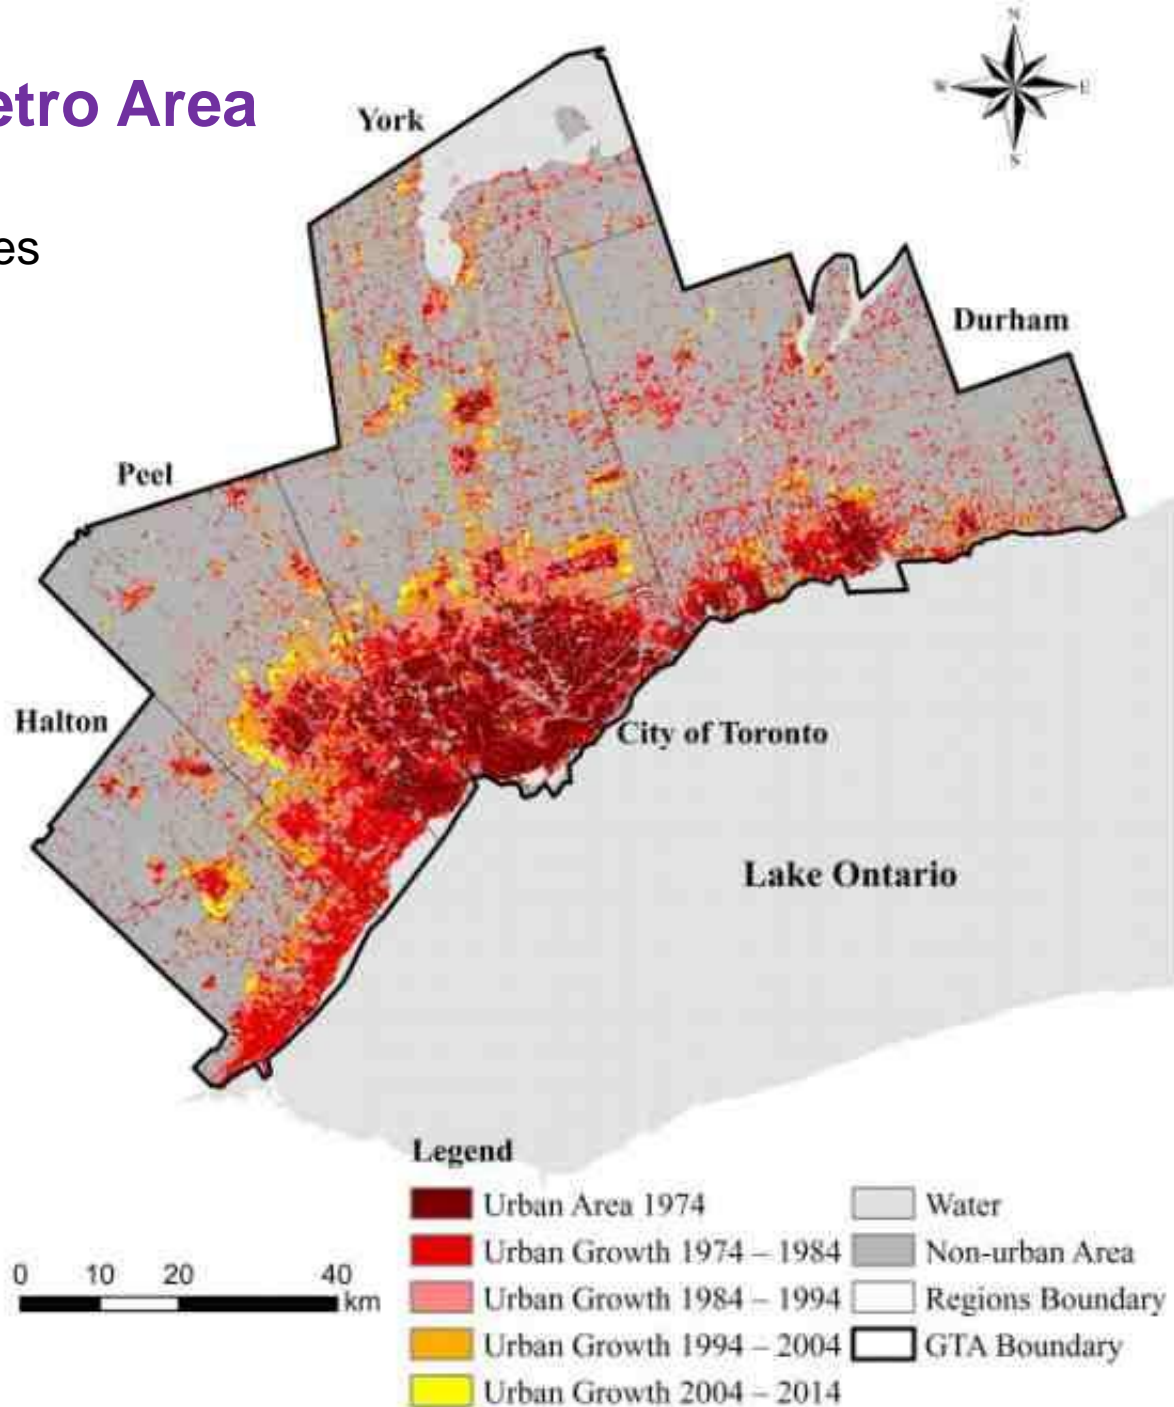 etro Area
es
N
W
E
S
York
Durham
Peel
Halton
City of Toronto
Lake Ontario
Legend
Urban Area 1974
Urban Growth 1974 – 1984
Urban Growth 1984 – 1994
Urban Growth 1994 – 2004
Urban Growth 2004 – 2014
Water
Non-urban Area
Regions Boundary
GTA Boundary
0 10 20 40
km